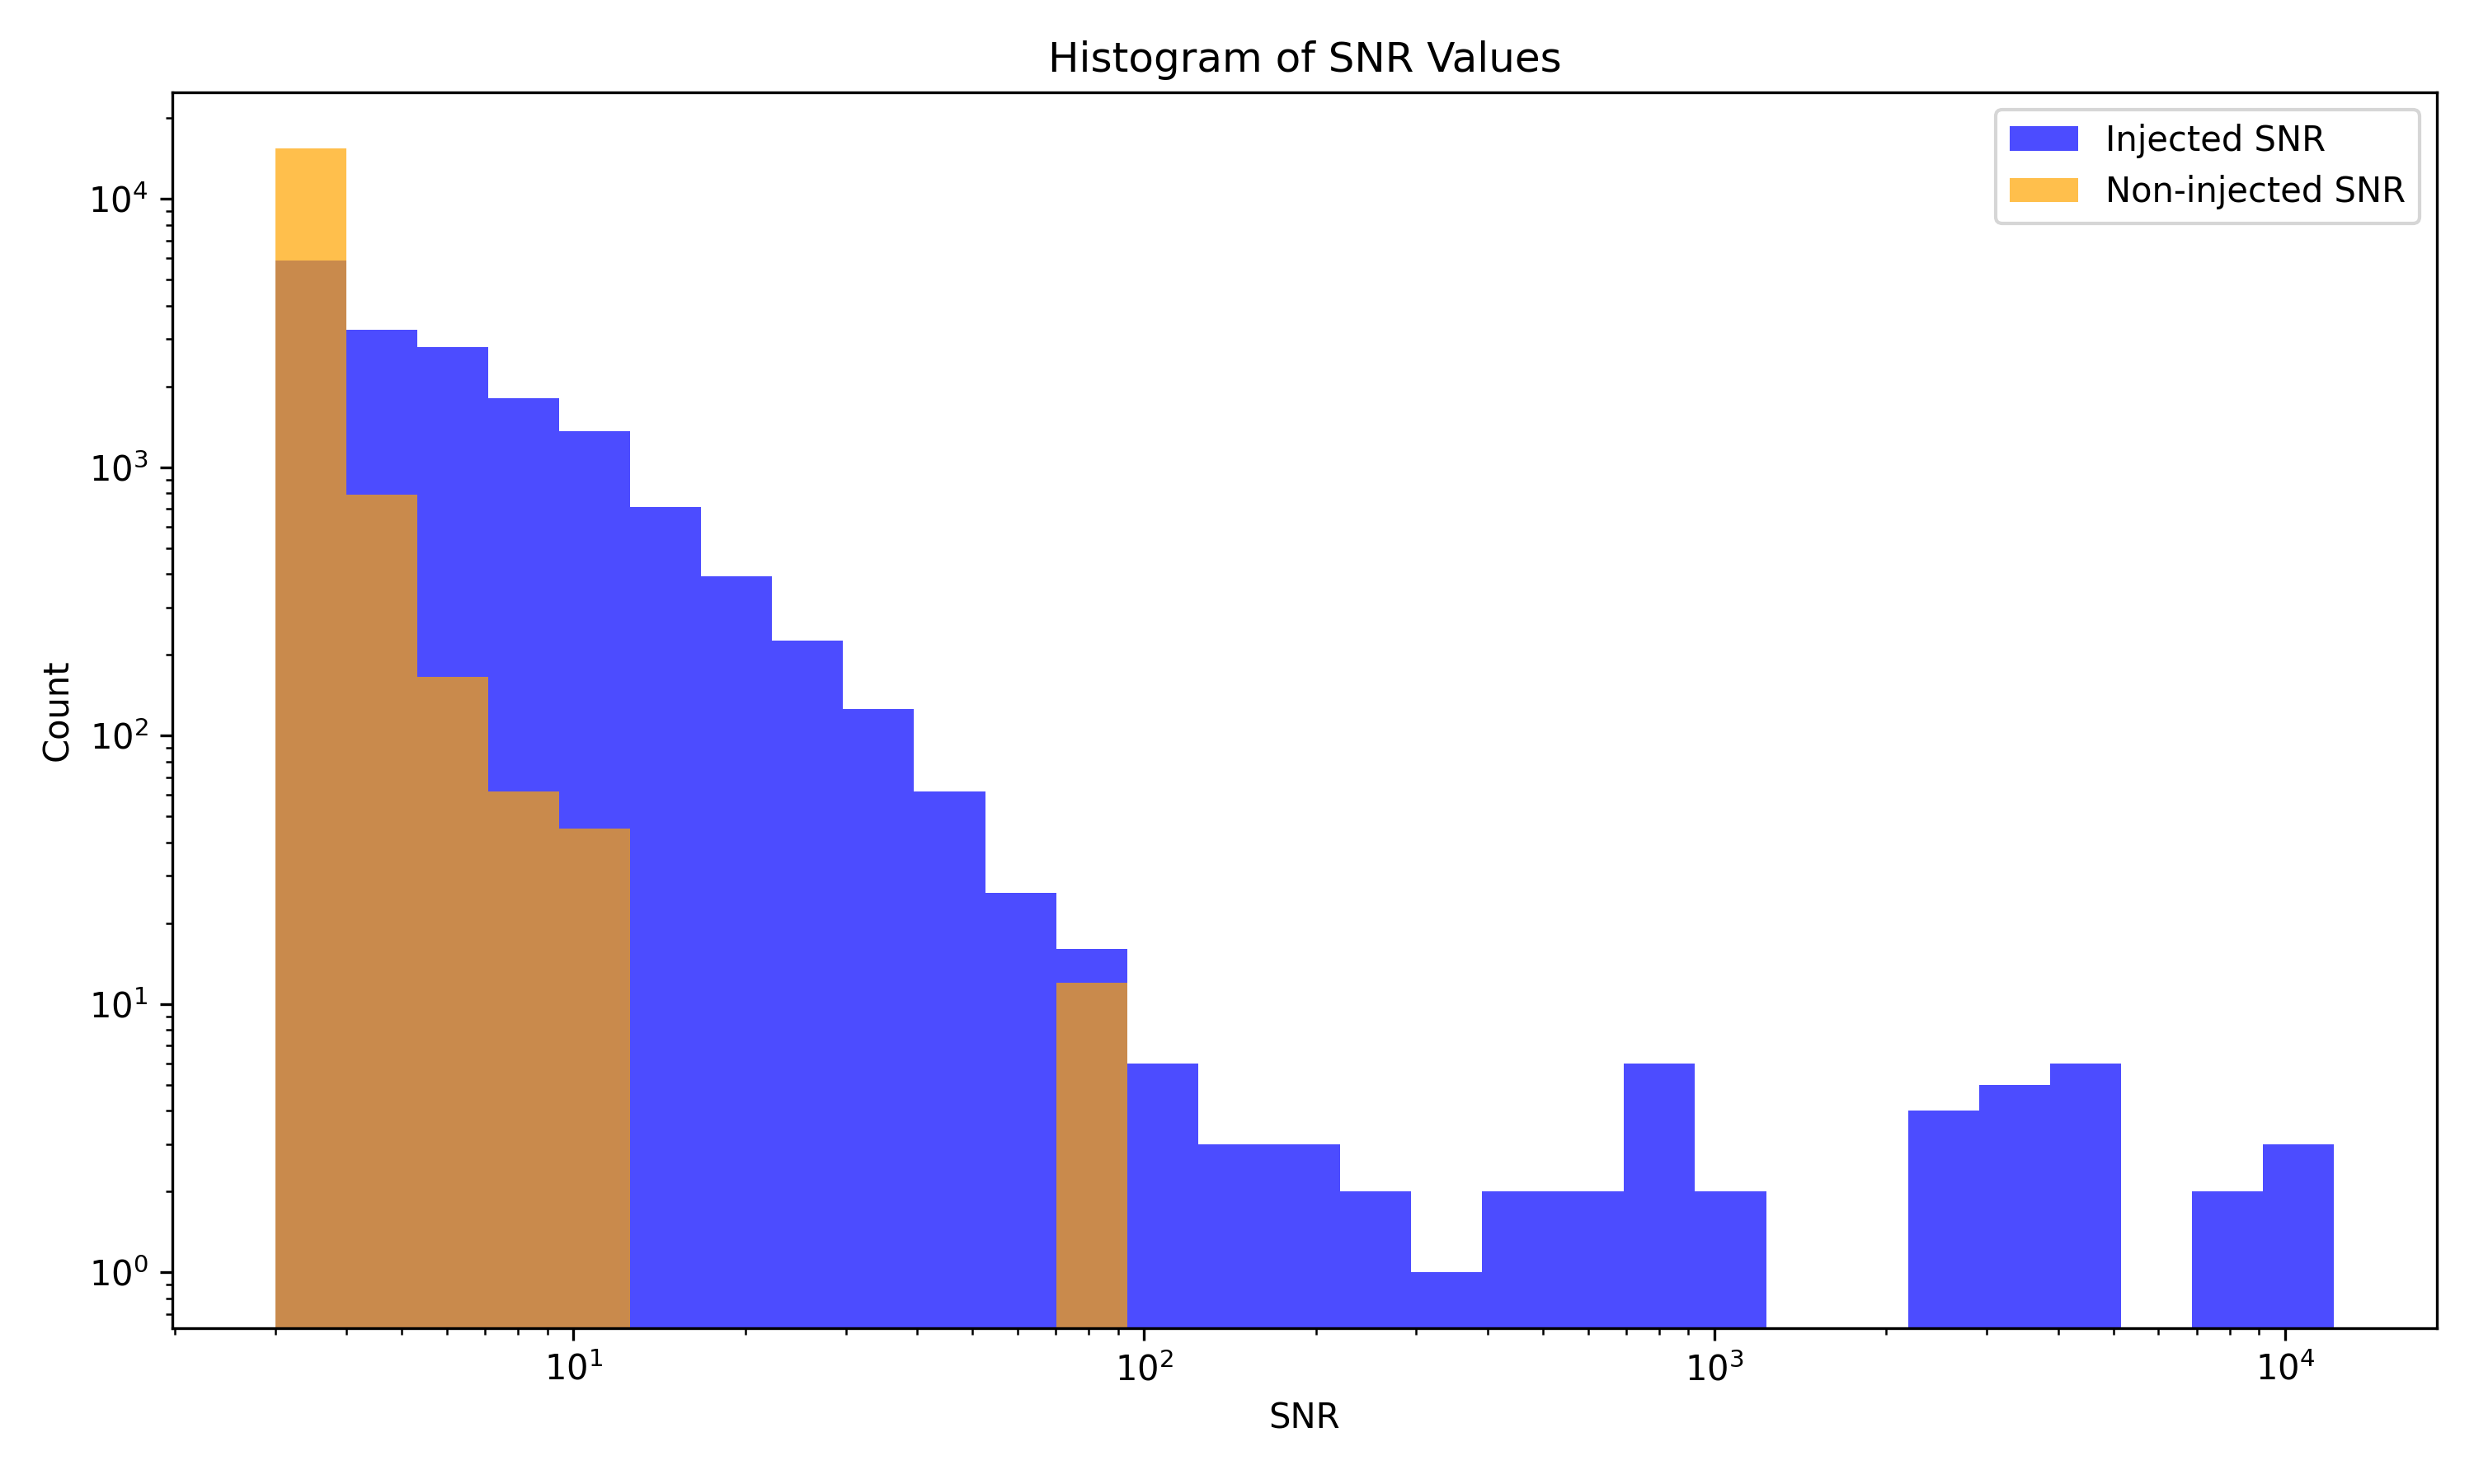 Histogram of SNR Values
Injected SNR
Non-injected SNR
10⁴
10³
10²
10¹
10⁰
Count
10¹
10²
10³
10⁴
SNR